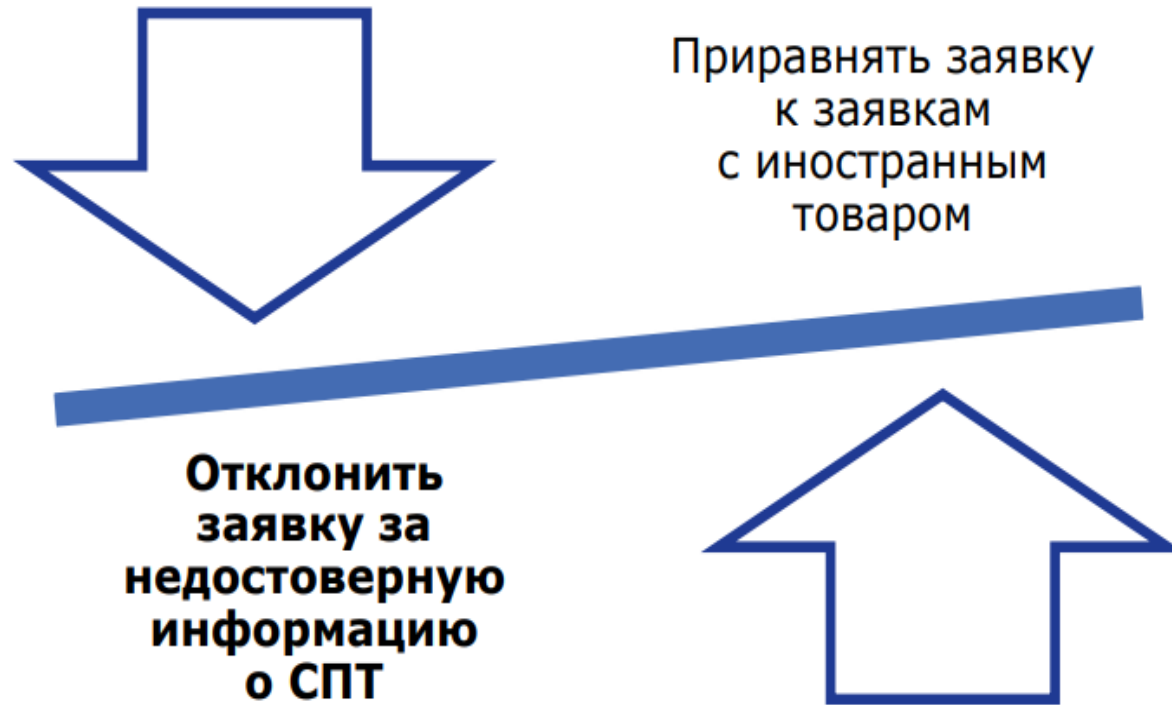 Приравнять заявку
к заявкам
с иностранным
товаром
Отклонить
заявку за
недостоверную
информацию
о СПТ